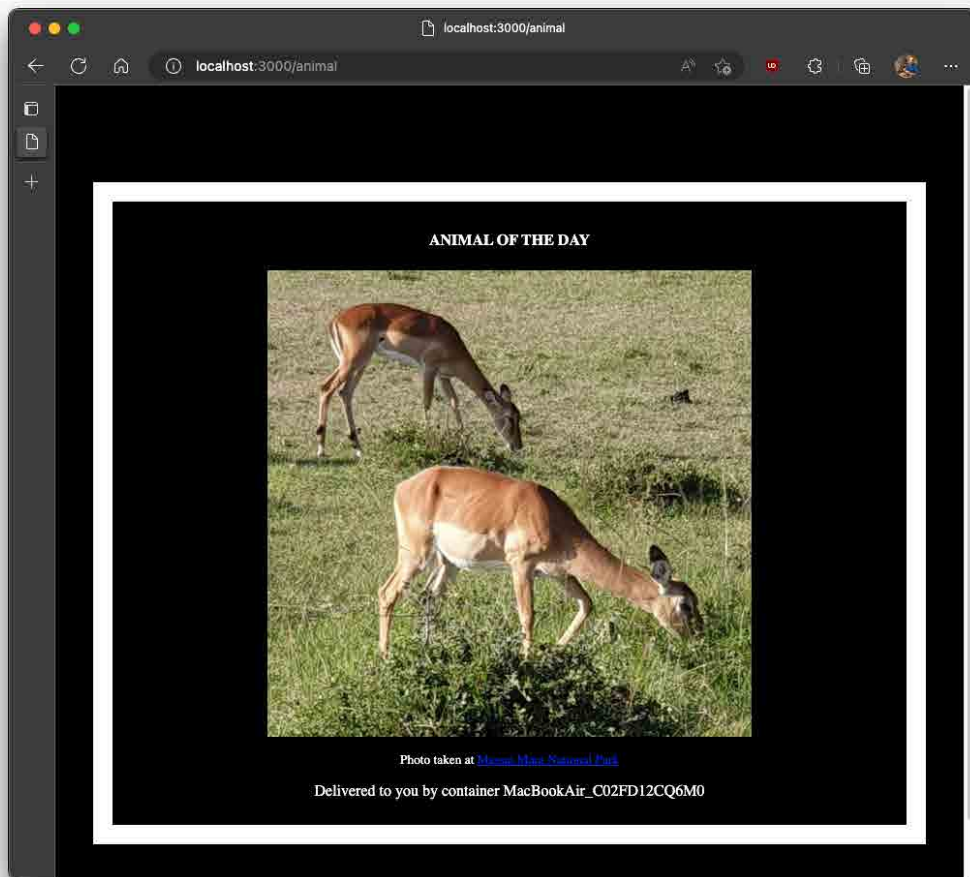 localhost:3000/animal
localhost:3000/animal
ANIMAL OF THE DAY
Photo taken at Massai Mara National Park
Delivered to you by container MacBookAir_C02FD12CQ6M0